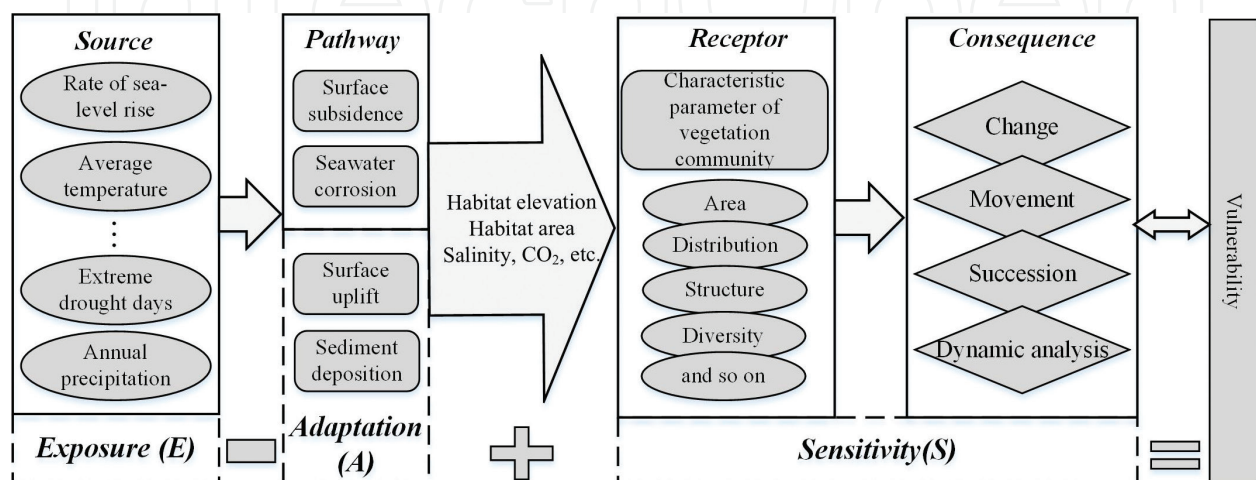 Source
Rate of sea-
level rise
Average
temperature
Extreme
drought days
Annual
precipitation
Exposure (E)
Pathway
Surface
subsidence
Seawater
corrosion
Surface
uplift
Sediment
deposition
Adaptation
(A)
Habitat elevation
Habitat area
Salinity, CO₂, etc.
Receptor
Characteristic
parameter of
vegetation
community
Area
Distribution
Structure
Diversity
and so on
Consequence
Change
Movement
Succession
Dynamic analysis
Sensitivity(S)
Vulnerability